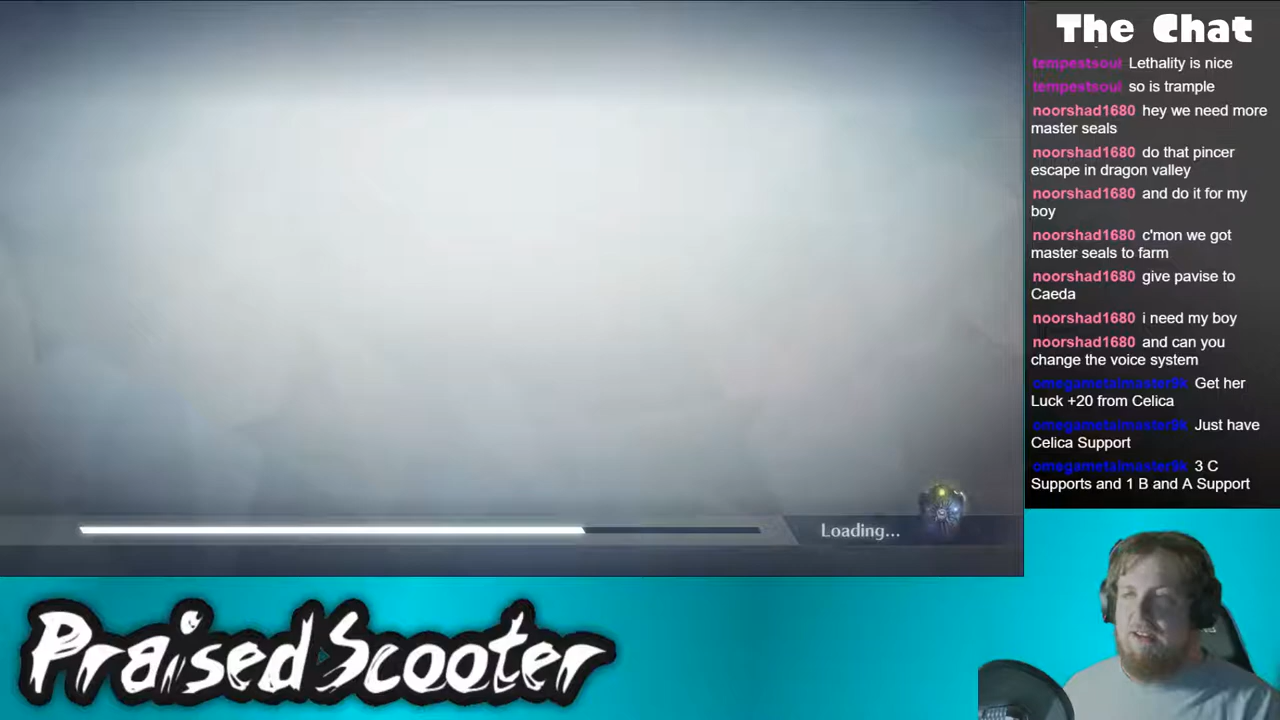 The Chat
tempestsoul Lethality is nice
tempestsoul so is trample
noorshad1680 hey we need more
master seals
noorshad1680 do that pincer
escape in dragon valley
noorshad1680 and do it for my
boy
noorshad1680 c'mon we got
master seals to farm
noorshad1680 give pavise to
Caeda
noorshad1680 i need my boy
noorshad1680 and can you
change the voice system
omegametalmaster9k Get her
Luck +20 from Celica
omegametalmaster9k Just have
Celica Support
omegametalmaster9k 3 C
Supports and 1 B and A Support
Loading...
Praised Scooter